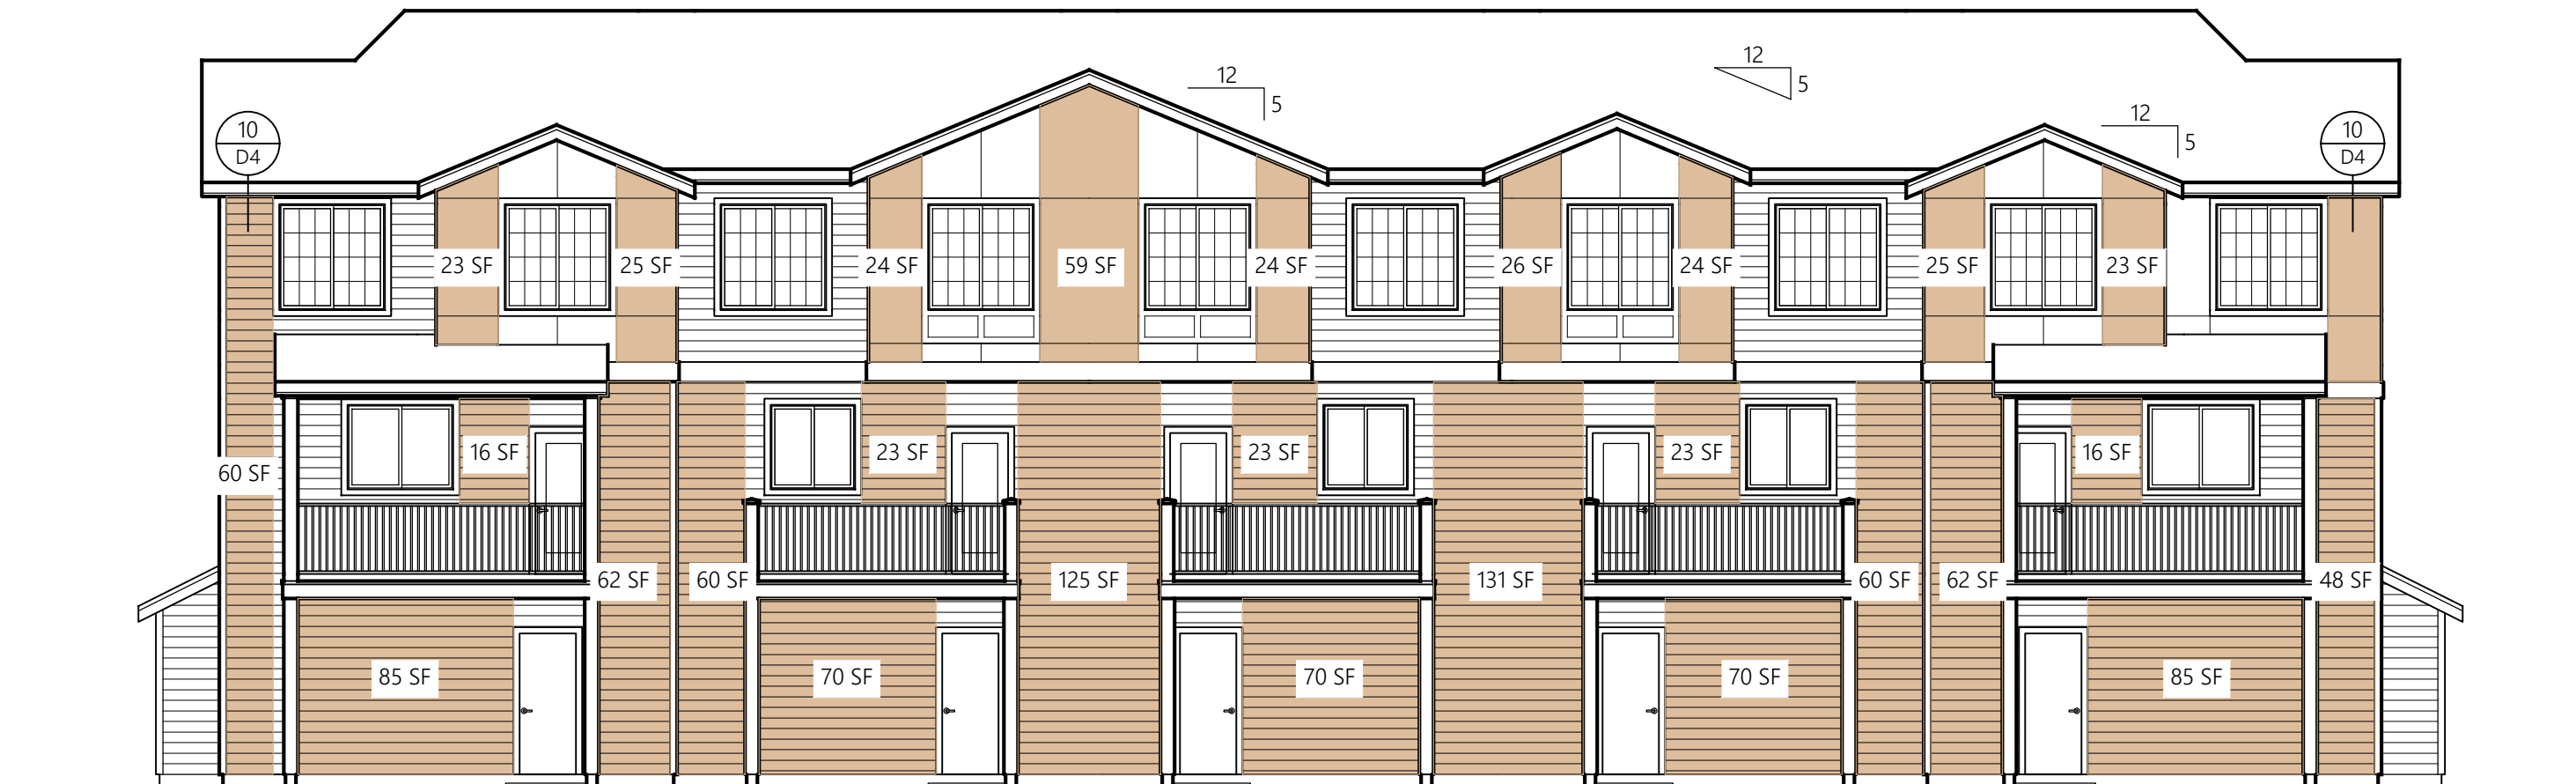 12
5
12
5
12
5
10
D4
10
D4
23 SF
25 SF
24 SF
59 SF
24 SF
26 SF
24 SF
25 SF
23 SF
60 SF
16 SF
23 SF
23 SF
23 SF
16 SF
62 SF
60 SF
125 SF
131 SF
60 SF
62 SF
48 SF
85 SF
70 SF
70 SF
70 SF
85 SF